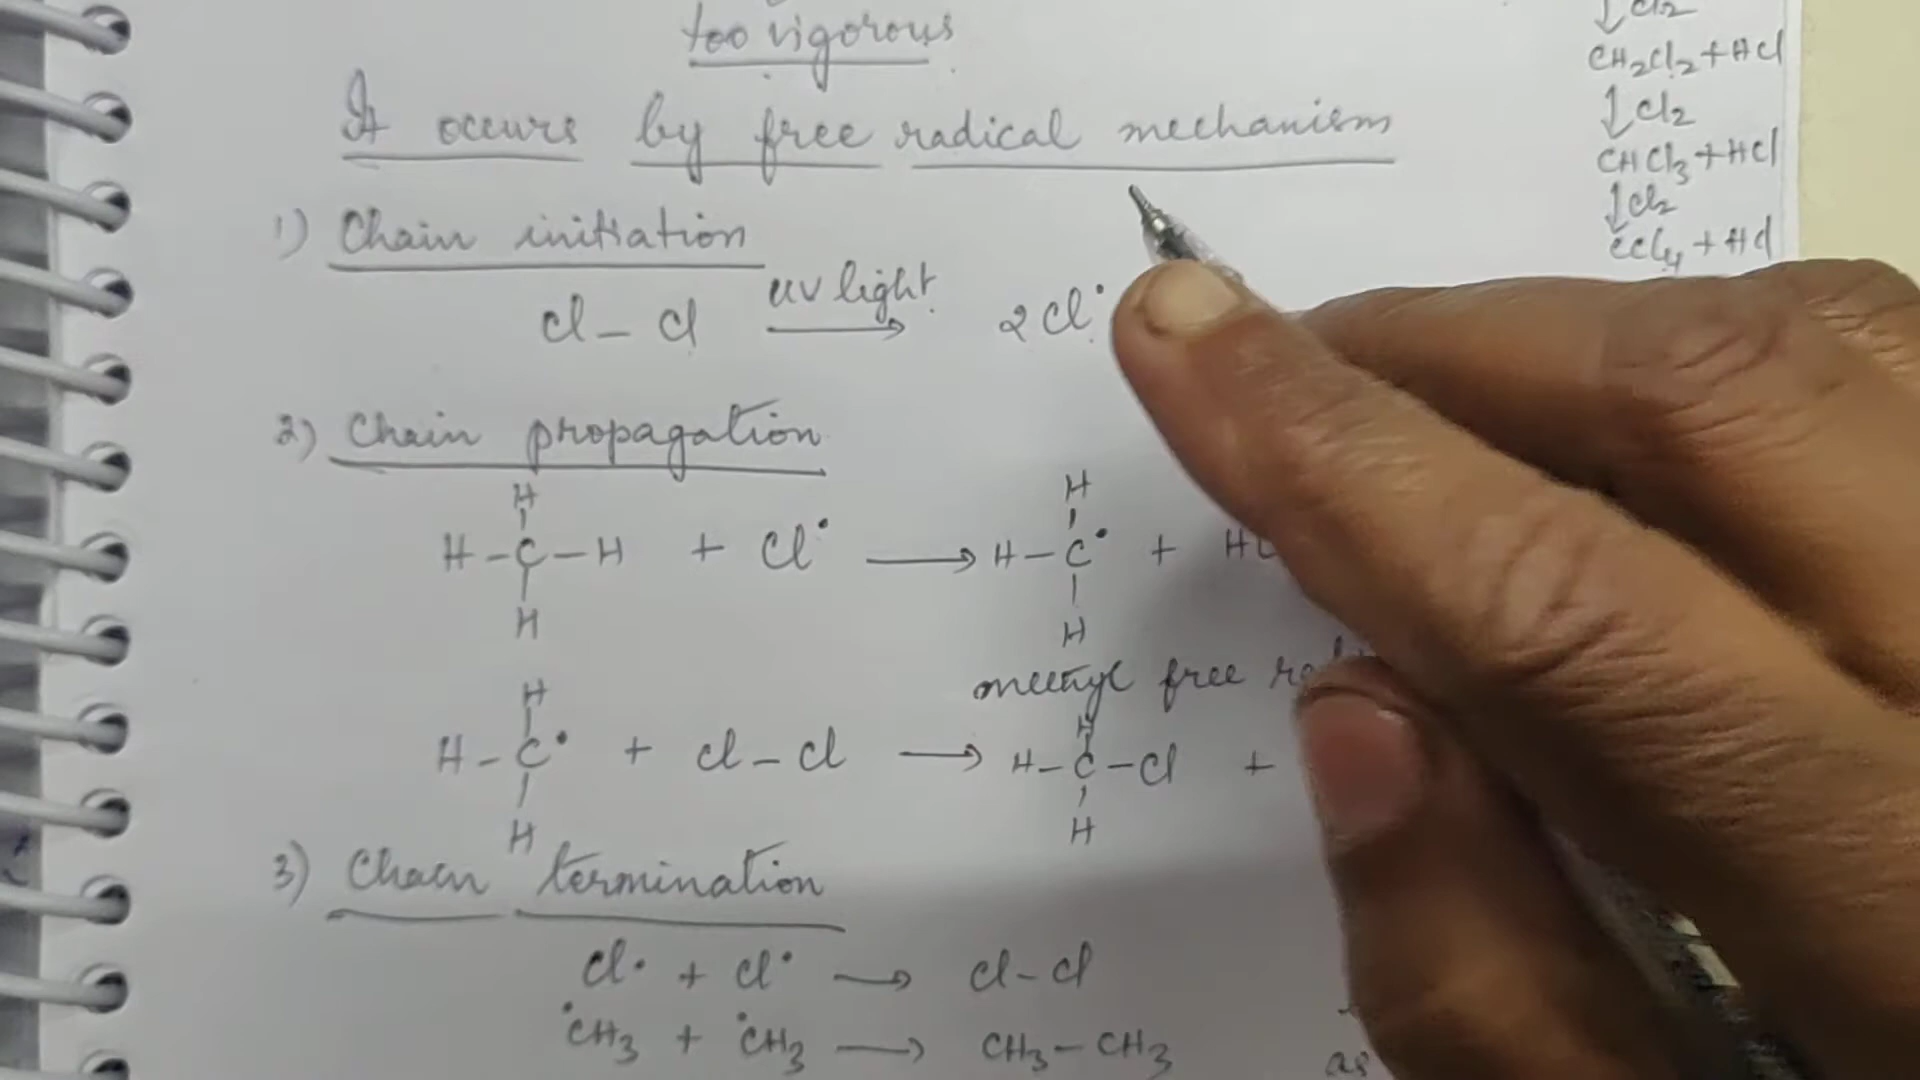 too vigorous
It occurs by free radical mechanism
1) Chain initiation
Cl – Cl uv light. → 2Cl•
2) Chain propagation
H
H – C – H + Cl• → H – C• + H
H
H
methyl free
H
H – C• + Cl – Cl → H – C – Cl +
H
H
3) Chain termination
Cl• + Cl• → Cl – Cl
•CH3 + •CH3 → CH3 – CH3
as
↓ Cl2
CH2Cl2 + HCl
↓ Cl2
CHCl3 + HCl
↓ Cl2
CCl4 + HCl